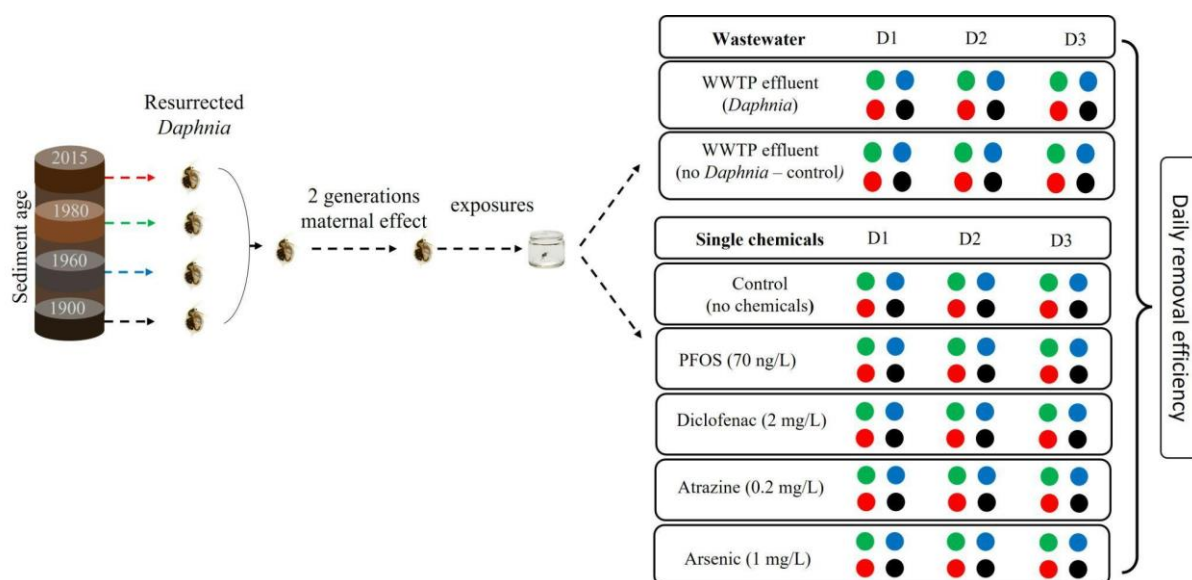 Sediment age
2015
1980
1960
1900
Resurrected
Daphnia
2 generations
maternal effect
exposures
Wastewater D1 D2 D3
WWTP effluent
(Daphnia)
WWTP effluent
(no Daphnia – control)
Single chemicals D1 D2 D3
Control
(no chemicals)
PFOS (70 ng/L)
Diclofenac (2 mg/L)
Atrazine (0.2 mg/L)
Arsenic (1 mg/L)
Daily removal efficiency